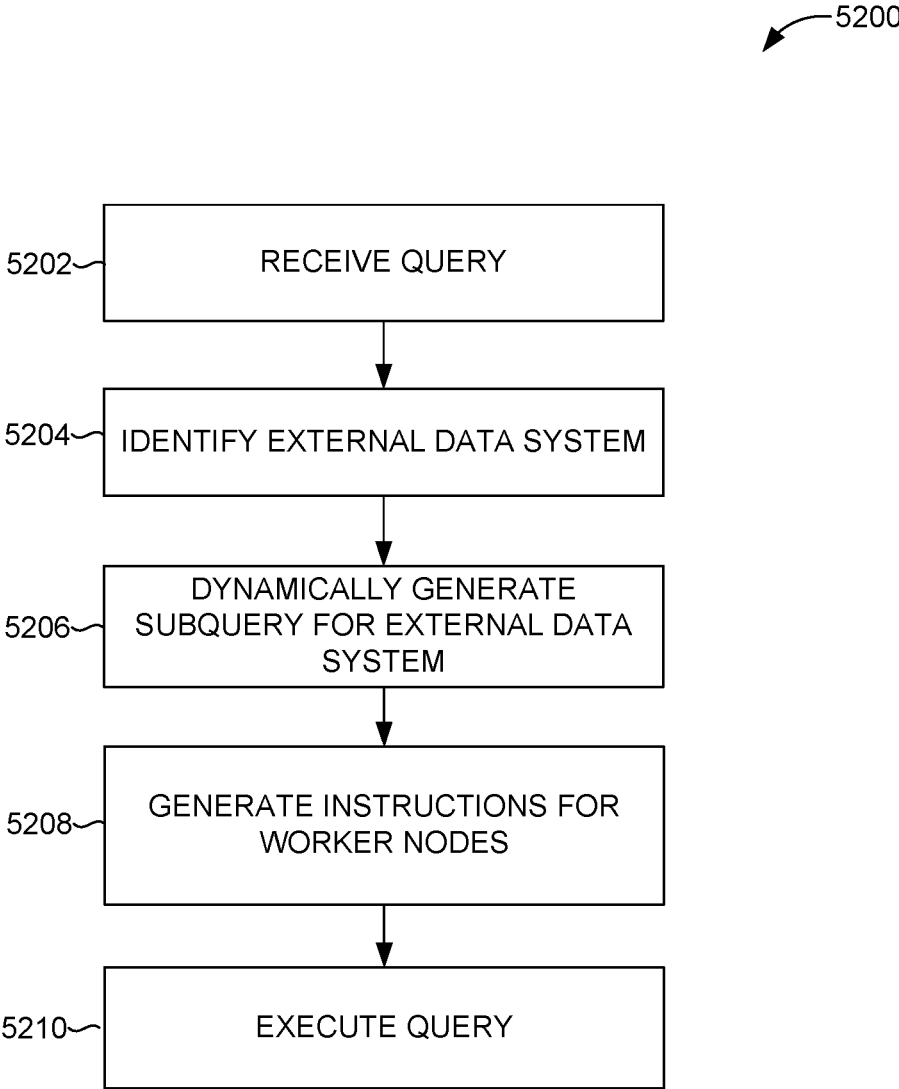 5200
5202
RECEIVE QUERY
5204
IDENTIFY EXTERNAL DATA SYSTEM
5206
DYNAMICALLY GENERATE
SUBQUERY FOR EXTERNAL DATA
SYSTEM
5208
GENERATE INSTRUCTIONS FOR
WORKER NODES
5210
EXECUTE QUERY